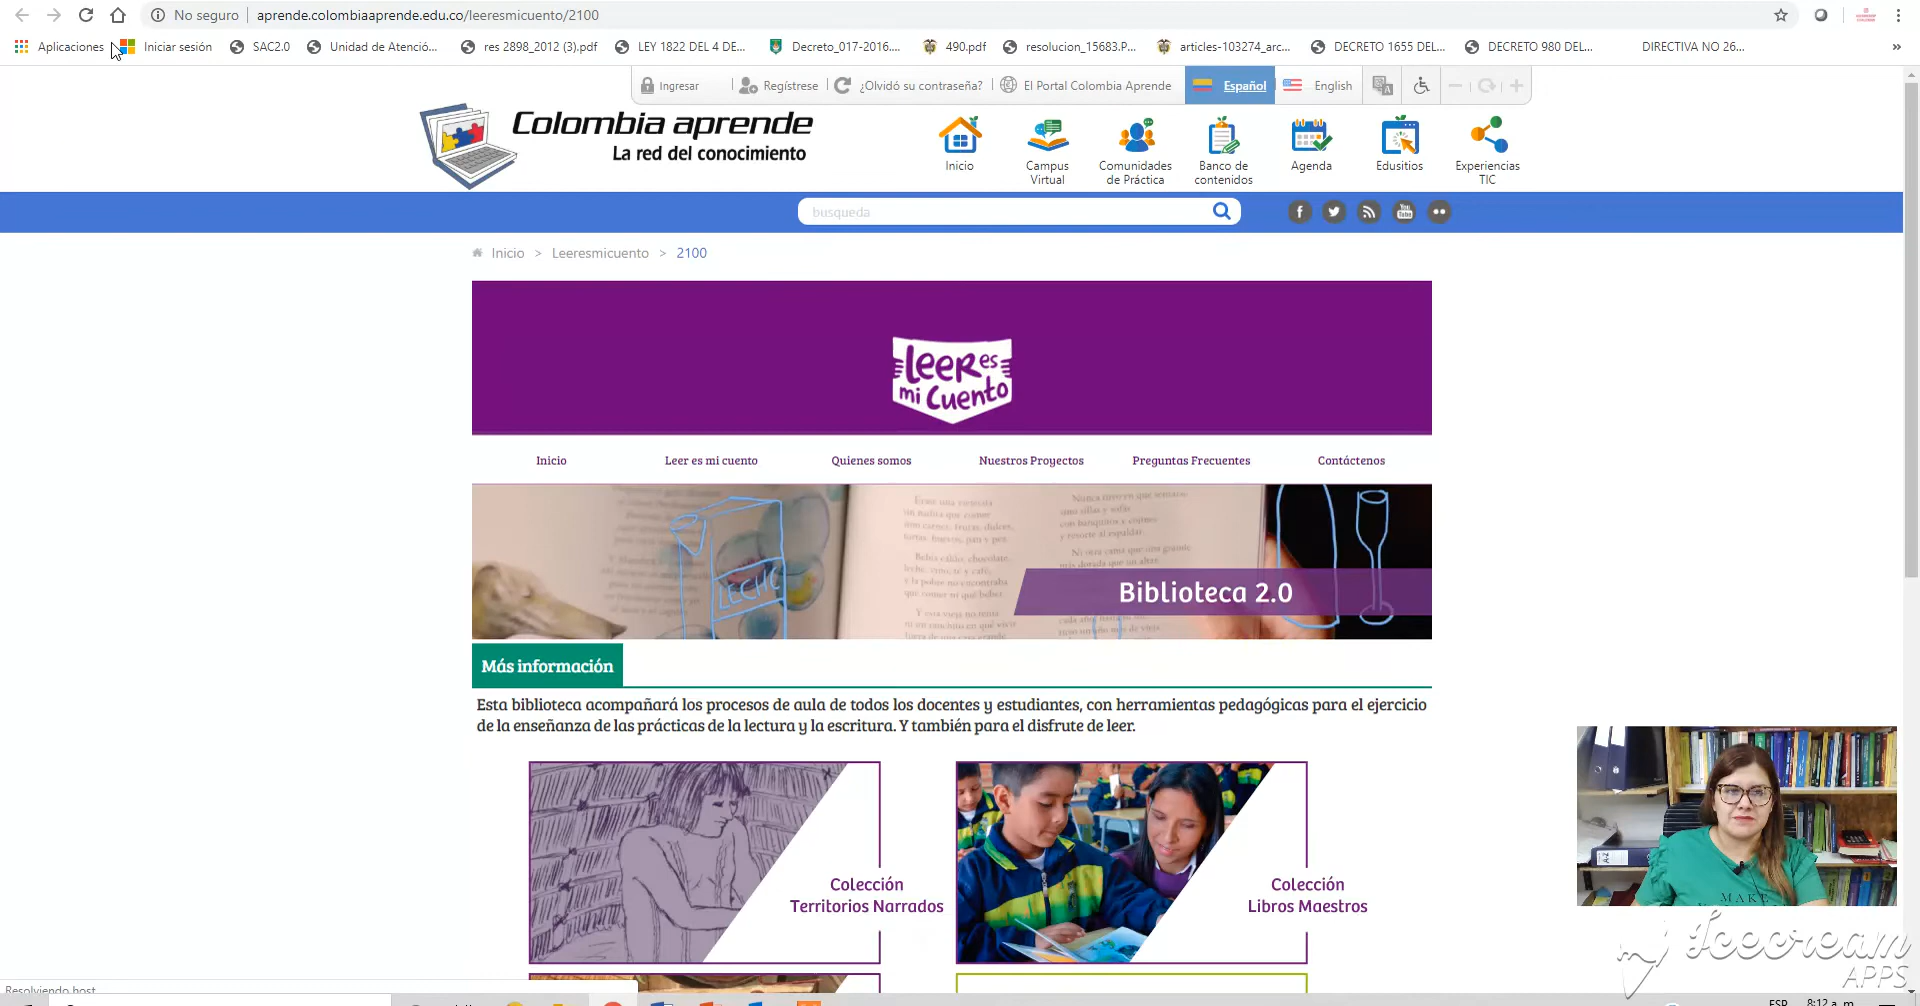 No seguro
aprende.colombiaaprende.edu.co/leeresmicuento/2100
Aplicaciones
Iniciar sesión
SAC2.0
Unidad de Atenció...
res 2898_2012 (3).pdf
LEY 1822 DEL 4 DE...
Decreto_017-2016....
490.pdf
resolucion_15683.P...
articles-103274_arc...
DECRETO 1655 DEL...
DECRETO 980 DEL...
DIRECTIVA NO 26...
»
Ingresar
Regístrese
¿Olvidó su contraseña?
El Portal Colombia Aprende
Español
English
Colombia aprende
La red del conocimiento
Inicio
Campus
Virtual
Comunidades
de Práctica
Banco de
contenidos
Agenda
Edusitios
Experiencias
TIC
busqueda
Inicio > Leeresmicuento > 2100
Leer es
mi Cuento
Inicio
Leer es mi cuento
Quienes somos
Nuestros Proyectos
Preguntas Frecuentes
Contáctenos
LECHE
Biblioteca 2.0
Más información
Esta biblioteca acompañará los procesos de aula de todos los docentes y estudiantes, con herramientas pedagógicas para el ejercicio
de la enseñanza de las prácticas de la lectura y la escritura. Y también para el disfrute de leer.
Colección
Territorios Narrados
Colección
Libros Maestros
A-Z
MAKE
Icecream
APPS
Resolviendo host
ESP
8:12 a. m.